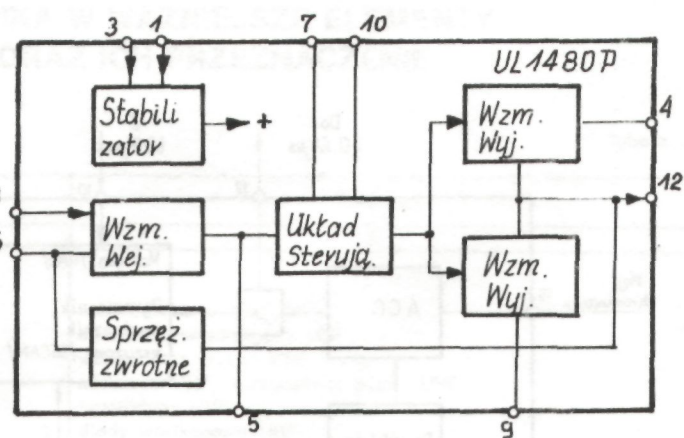 3 1 7 10
UL1480P
Stabili
zator
+
Wzm.
Wyj.
4
12
Wzm.
Wej.
Układ
Sterują.
Wzm.
Wyj.
Sprzęż.
zwrotne
5
9